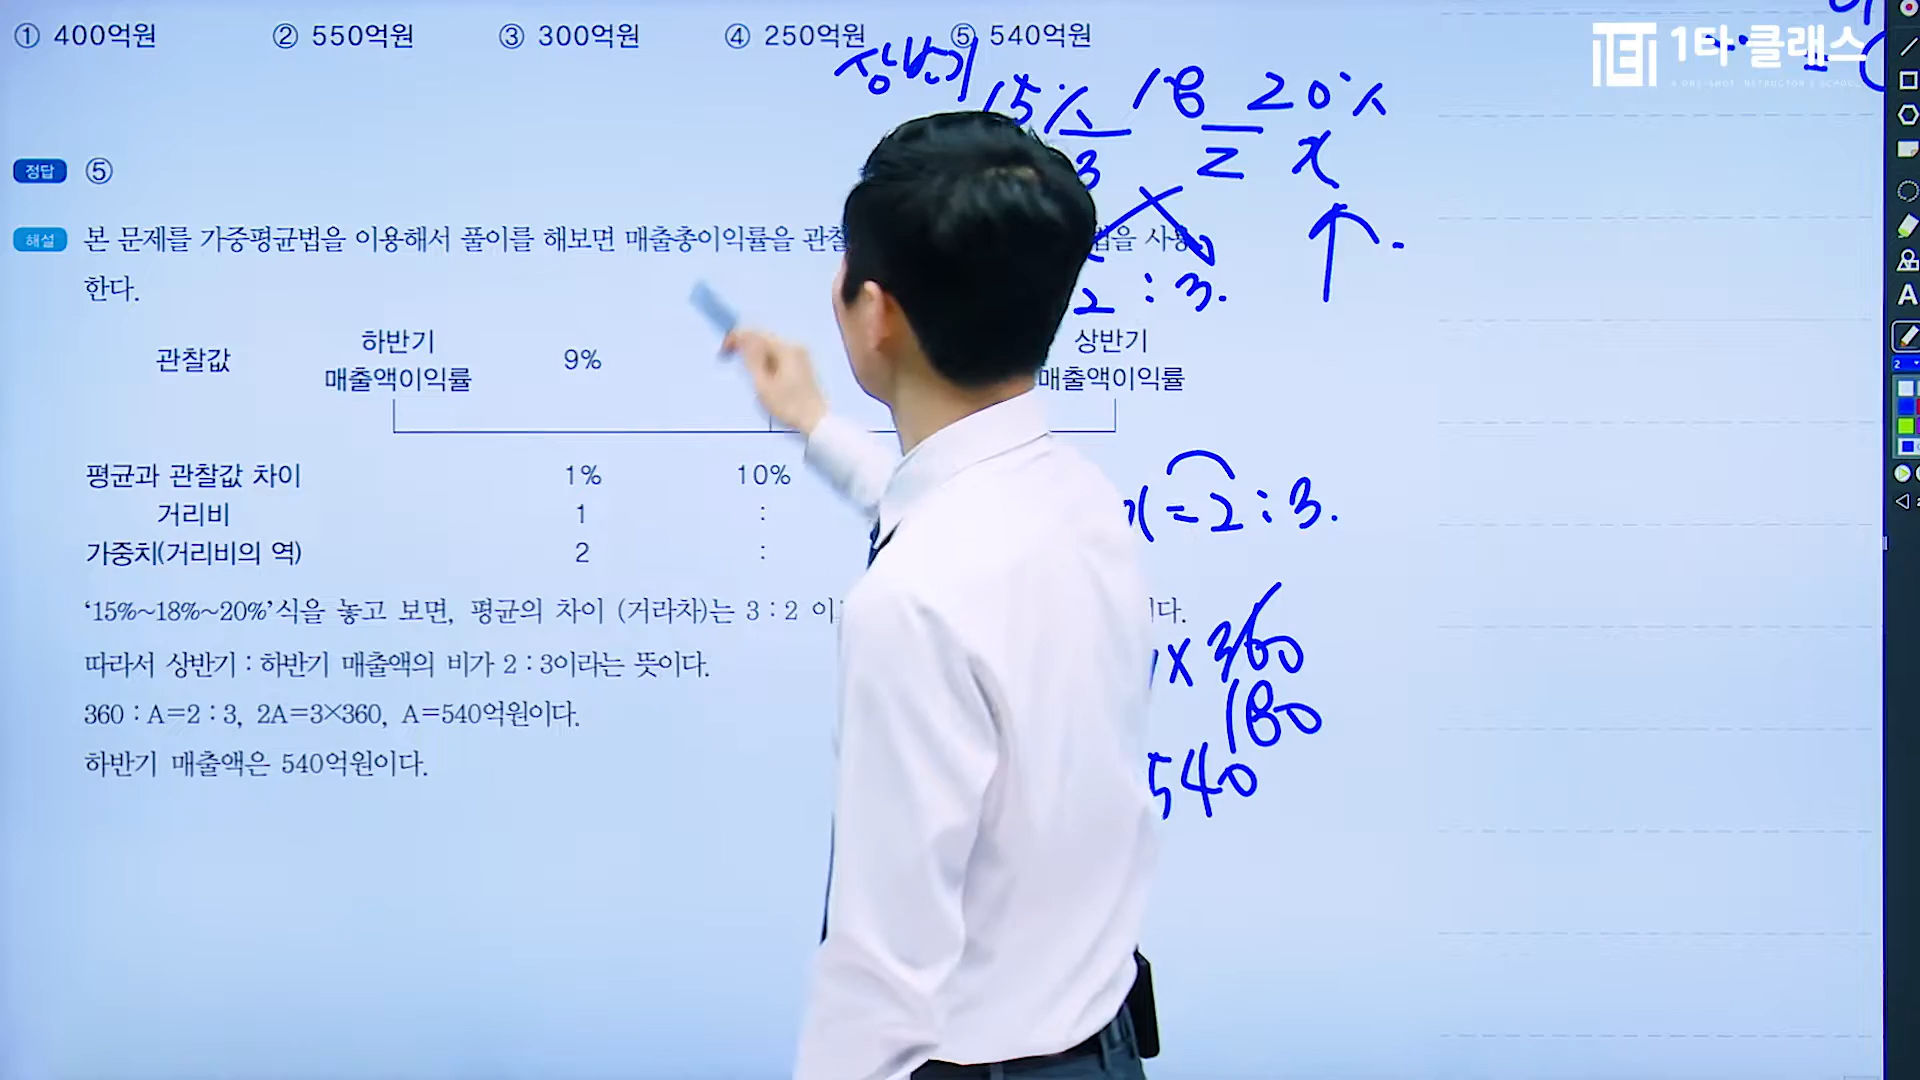 ① 400억원 ② 550억원 ③ 300억원 ④ 250억원 ⑤ 540억원
1타클래스
A ONE-SHOT INSTRUCTOR'S SCHOOL
상반기
15% 18 20%
3 2 x
2 : 3.
정답 ⑤
해설 본 문제를 가중평균법을 이용해서 풀이를 해보면 매출총이익률을 관찰
한다.
관찰값
하반기
매출액이익률
9%
상반기
매출액이익률
평균과 관찰값 차이 1% 10%
거리비 1 :
가중치(거리비의 역) 2 :
= 2 : 3.
‘15%~18%~20%’식을 놓고 보면, 평균의 차이 (거라차)는 3 : 2 이
다.
따라서 상반기 : 하반기 매출액의 비가 2 : 3이라는 뜻이다.
360 : A=2 : 3, 2A=3×360, A=540억원이다.
하반기 매출액은 540억원이다.
x 360
180
540